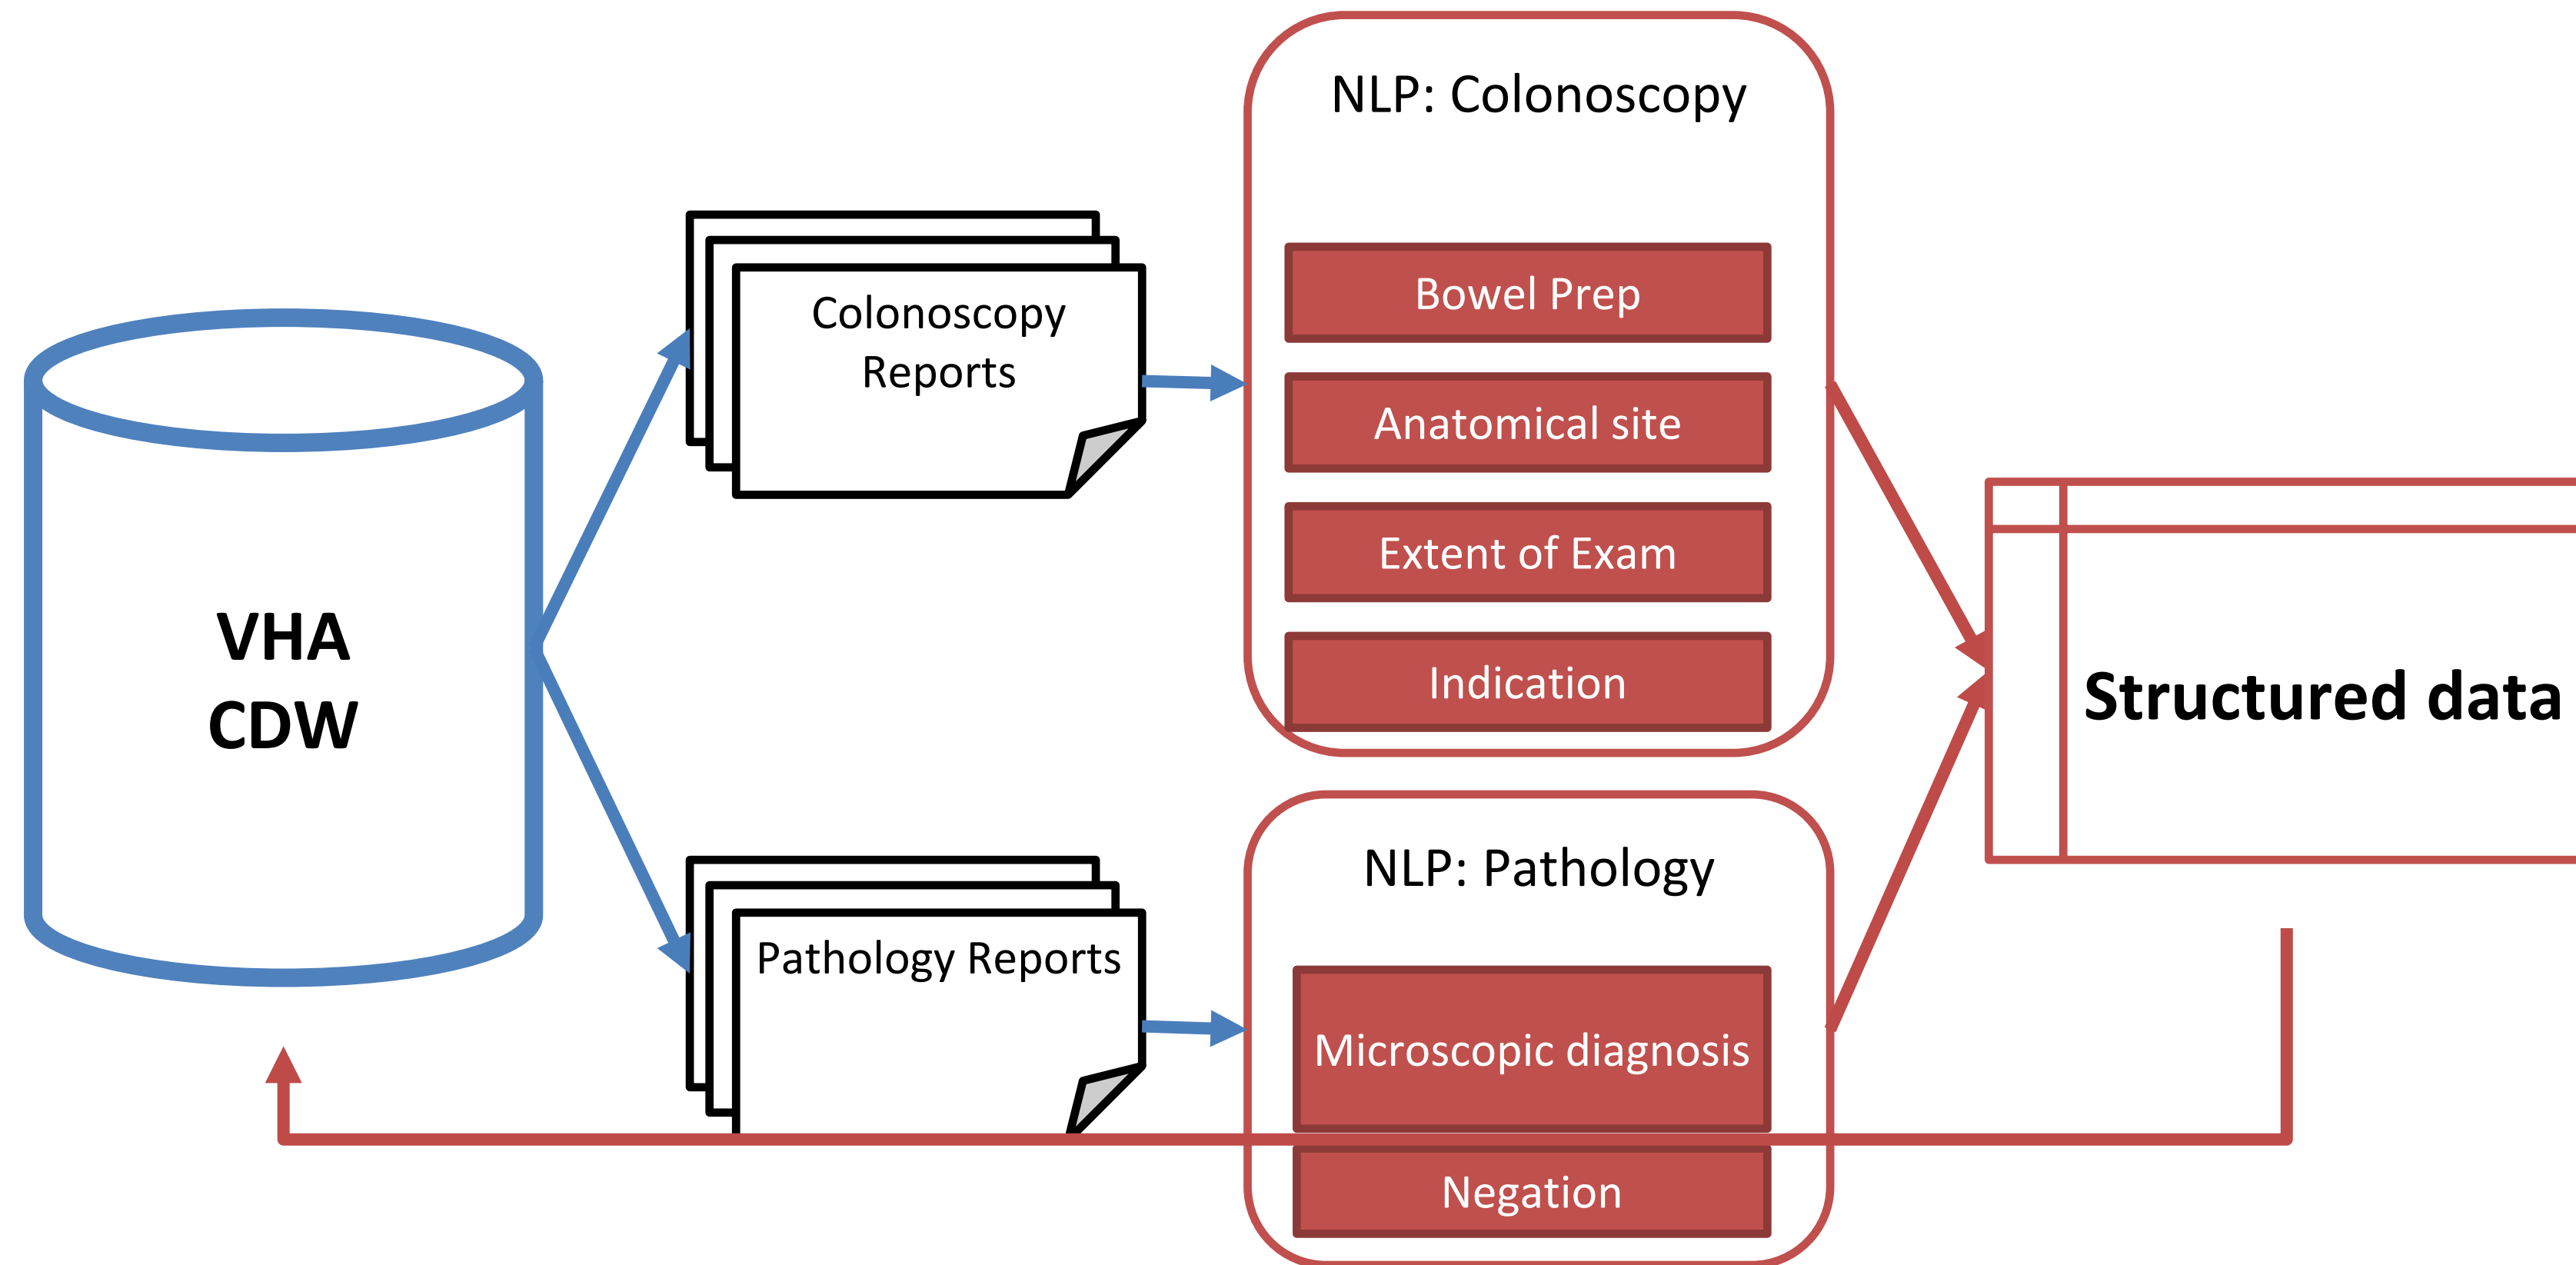 VHA
CDW
Colonoscopy
Reports
Pathology Reports
NLP: Colonoscopy
Bowel Prep
Anatomical site
Extent of Exam
Indication
NLP: Pathology
Microscopic diagnosis
Negation
Structured data